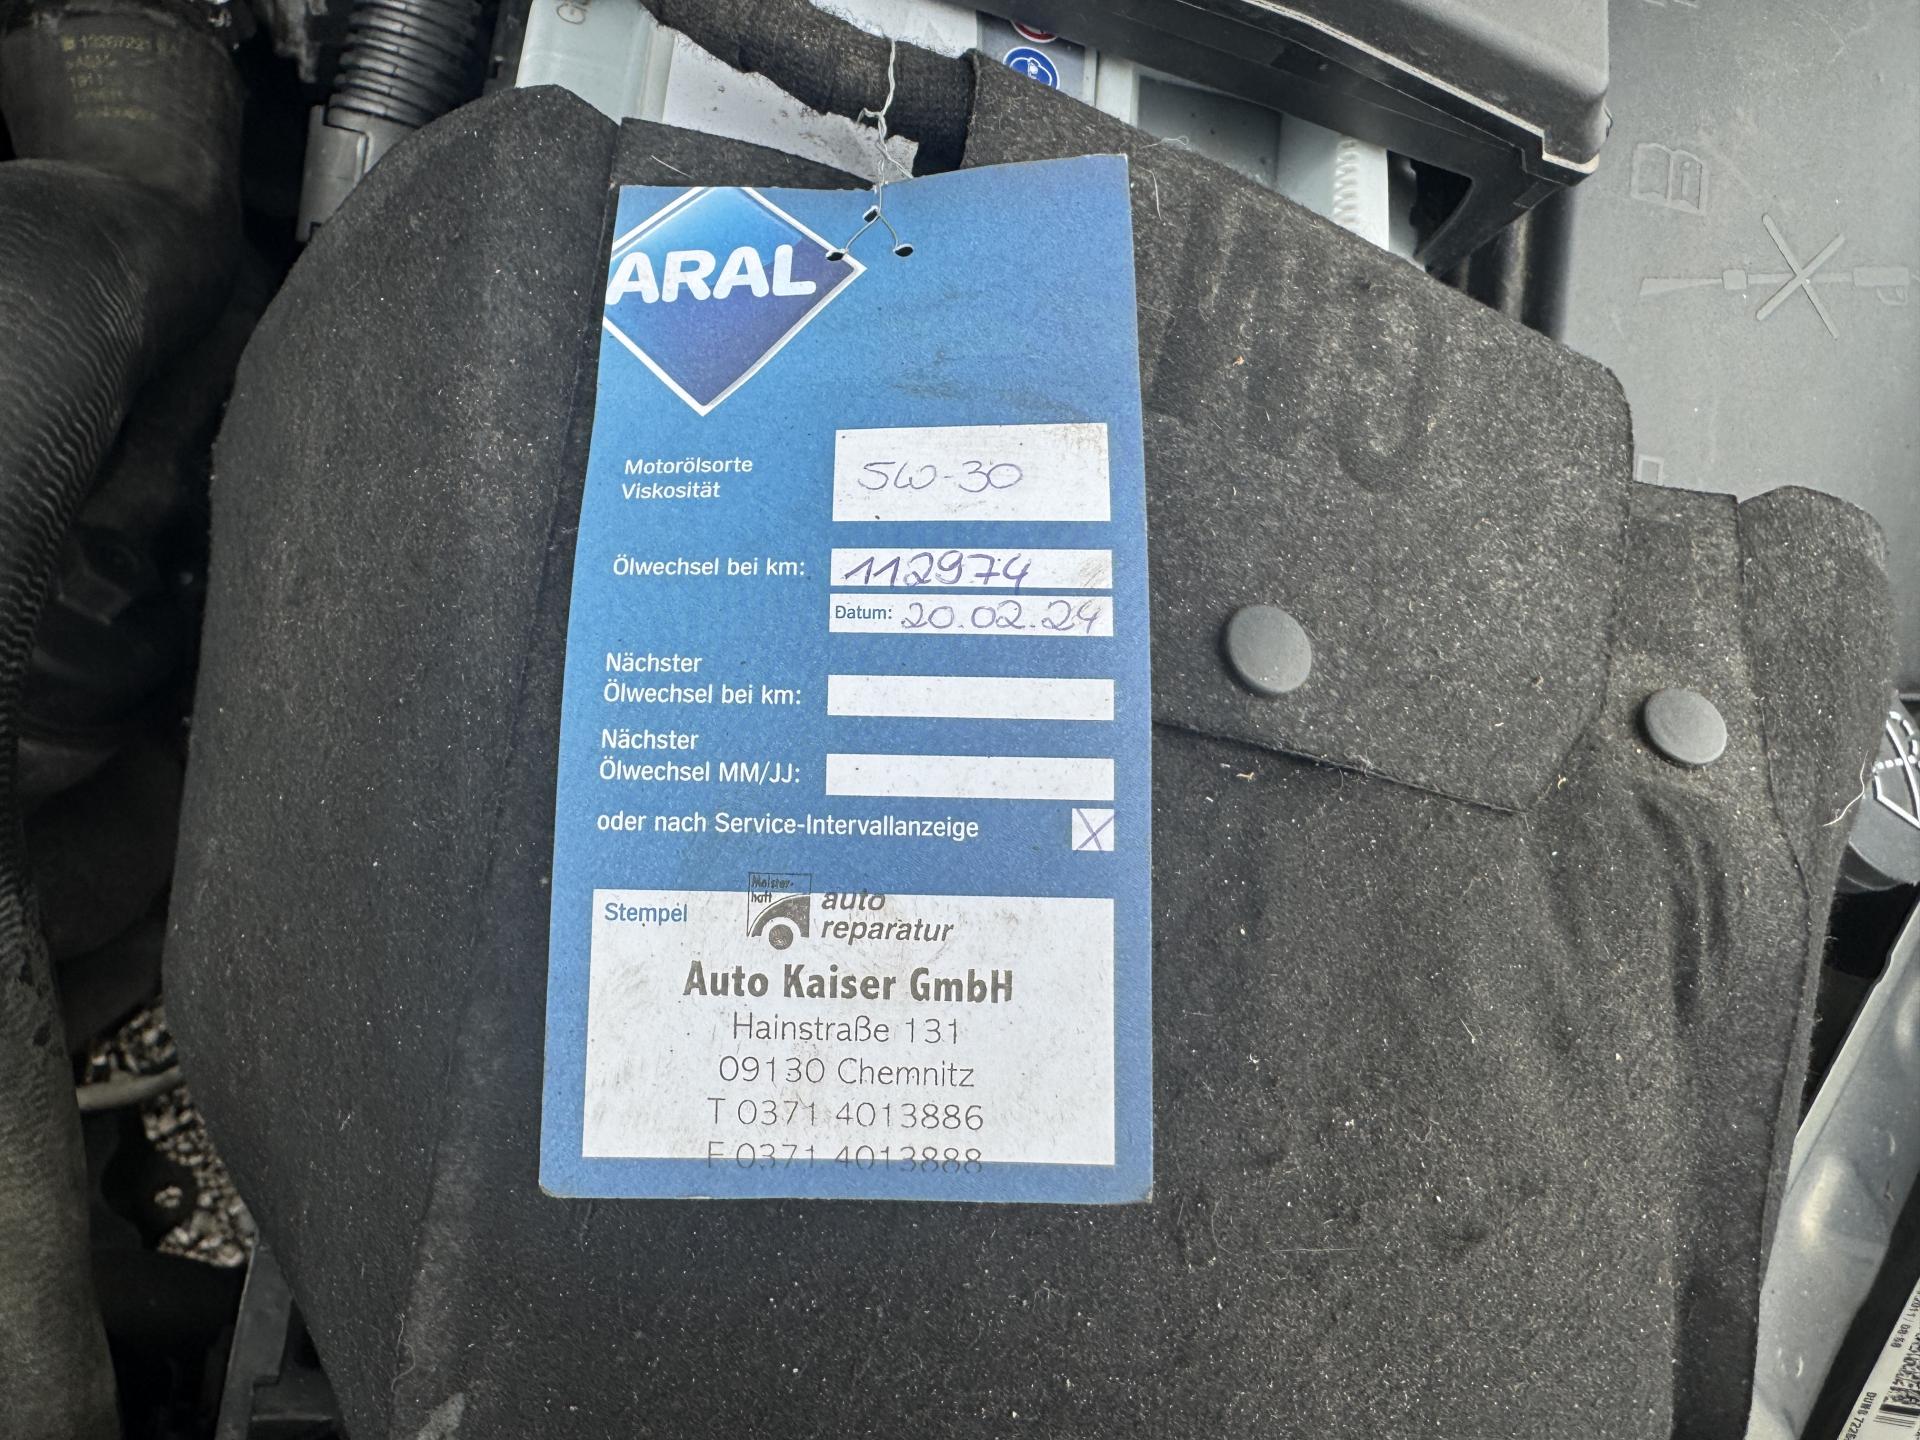 ARAL
Motorölsorte
Viskosität
5W-30
Ölwechsel bei km: 112974
Datum: 20.02.24
Nächster
Ölwechsel bei km:
Nächster
Ölwechsel MM/JJ:
oder nach Service-Intervallanzeige X
Meister-
haft
auto
reparatur
Stempel
Auto Kaiser GmbH
Hainstraße 131
09130 Chemnitz
T 0371 4013886
F 0371 4013888